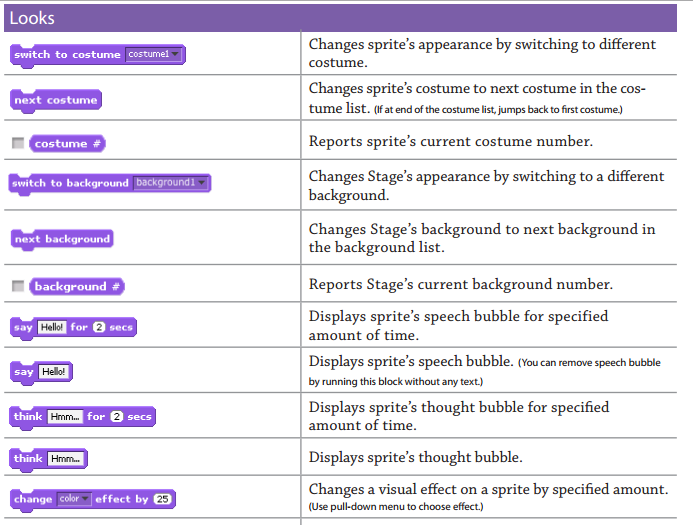 Looks
switch to costume costume1
Changes sprite's appearance by switching to different
costume.
next costume
Changes sprite's costume to next costume in the cos-
tume list. (If at end of the costume list, jumps back to first costume.)
costume #
Reports sprite's current costume number.
switch to background background1
Changes Stage's appearance by switching to a different
background.
next background
Changes Stage's background to next background in
the background list.
background #
Reports Stage's current background number.
say Hello! for 2 secs
Displays sprite's speech bubble for specified
amount of time.
say Hello!
Displays sprite's speech bubble. (You can remove speech bubble
by running this block without any text.)
think Hmm... for 2 secs
Displays sprite's thought bubble for specified
amount of time.
think Hmm...
Displays sprite's thought bubble.
change color effect by 25
Changes a visual effect on a sprite by specified amount.
(Use pull-down menu to choose effect.)